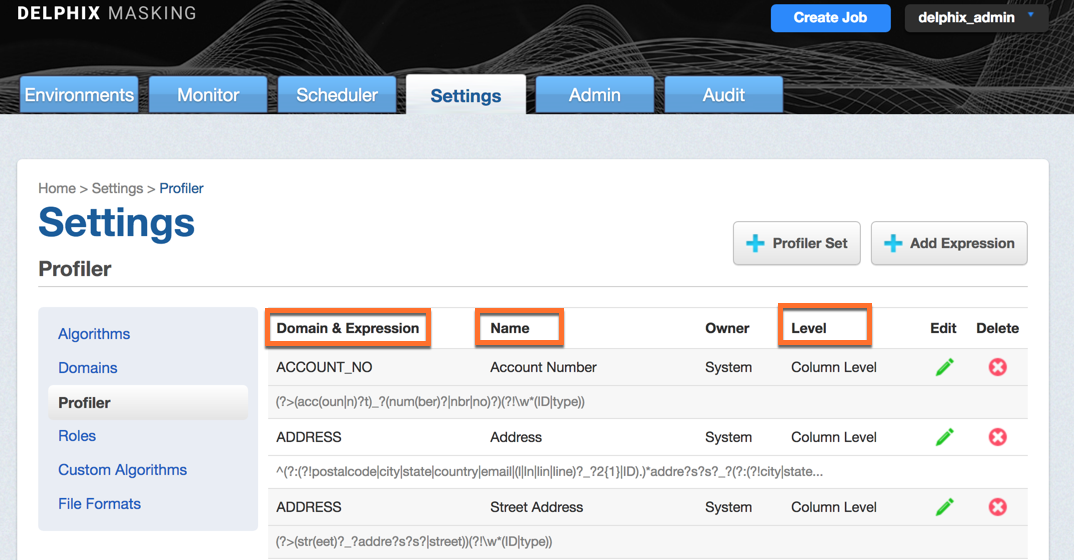 DELPHIX MASKING
Create Job
delphix_admin
Environments
Monitor
Scheduler
Settings
Admin
Audit
Home > Settings > Profiler
Settings
Profiler Set
Add Expression
Profiler
Algorithms
Domains
Profiler
Roles
Custom Algorithms
File Formats
Domain & Expression Name Owner Level Edit Delete
ACCOUNT_NO Account Number System Column Level
(?>(acc(oun|n)?t)_?(num(ber)?|nbr|no)?)(?!\w*(ID|type))
ADDRESS Address System Column Level
^(?:(?!postalcode|city|state|country|email|(l|ln|lin|line)?_?2{1}|ID).)*addre?s?s?_?(?:(?!city|state...
ADDRESS Street Address System Column Level
(?>(str(eet)?_?addre?s?s?|street))(?!\w*(ID|type))